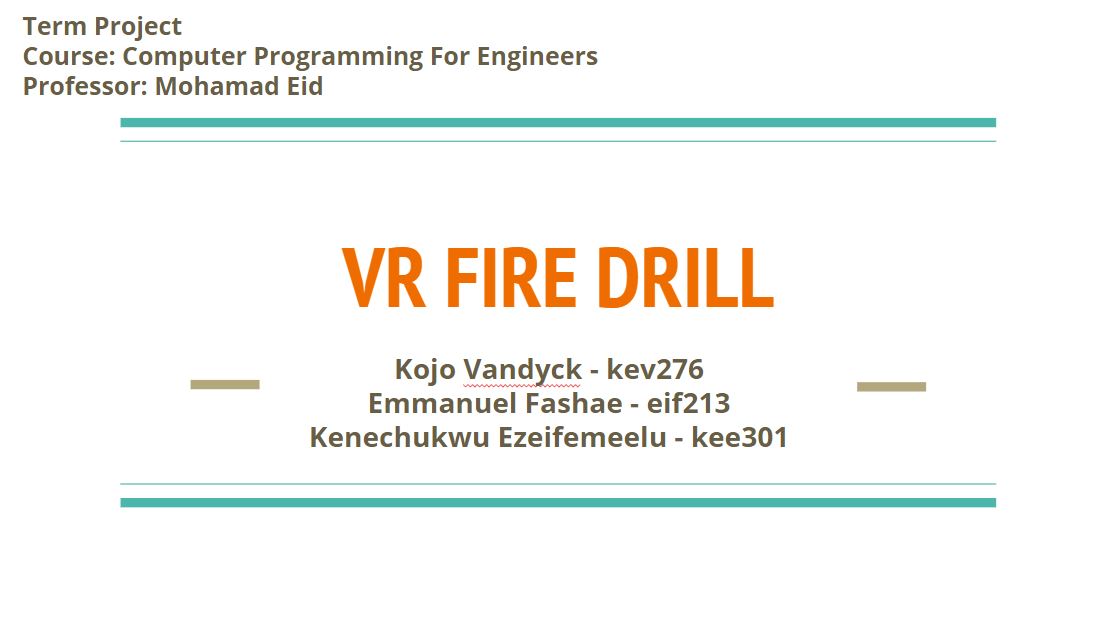 Term Project
Course: Computer Programming For Engineers
Professor: Mohamad Eid
VR FIRE DRILL
Kojo Vandyck - kev276
Emmanuel Fashae - eif213
Kenechukwu Ezeifemeelu - kee301